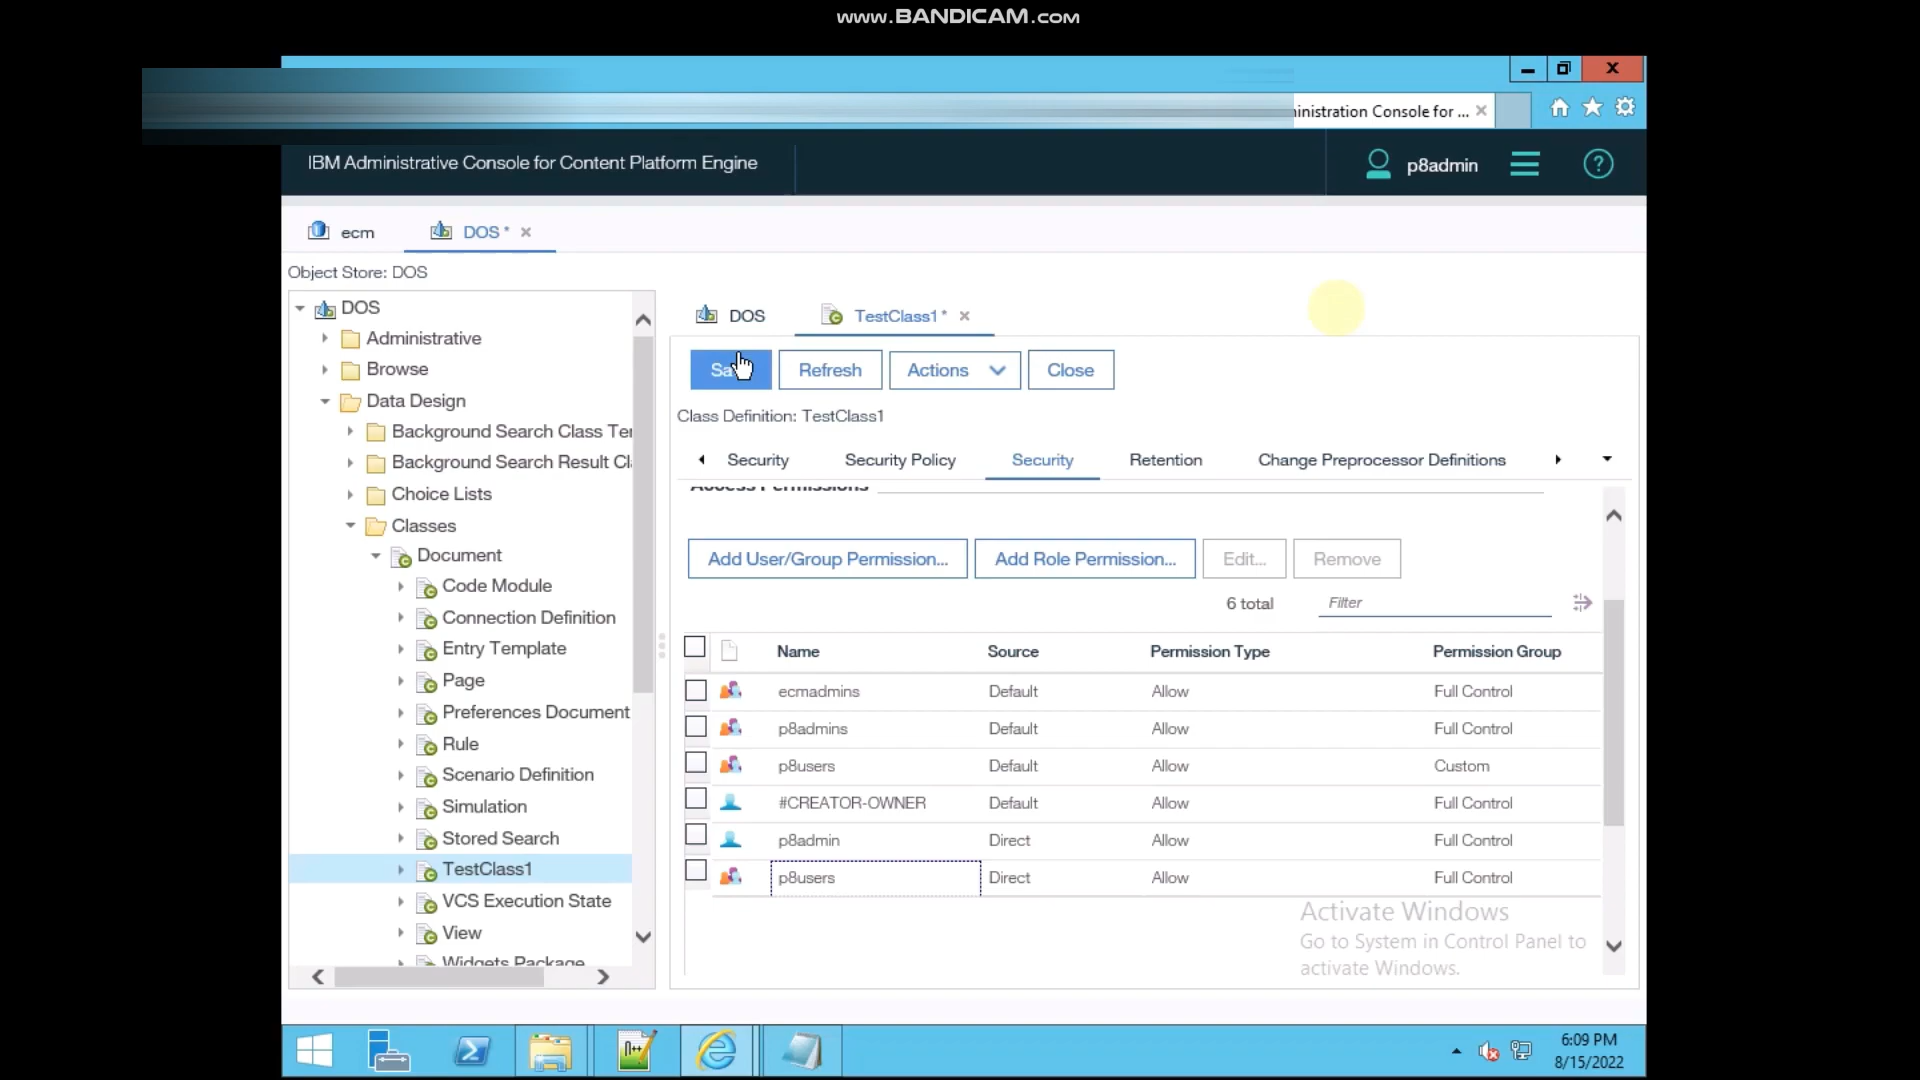 www.BANDICAM.com
inistration Console for ...
IBM Administrative Console for Content Platform Engine
p8admin
ecm
DOS *
Object Store: DOS
DOS
Administrative
Browse
Data Design
Background Search Class Ter
Background Search Result Cl
Choice Lists
Classes
Document
Code Module
Connection Definition
Entry Template
Page
Preferences Document
Rule
Scenario Definition
Simulation
Stored Search
TestClass1
VCS Execution State
View
Widgets Package
DOS
TestClass1 *
Refresh
Actions
Close
Class Definition: TestClass1
Security
Security Policy
Security
Retention
Change Preprocessor Definitions
Access Permissions
Add User/Group Permission...
Add Role Permission...
Edit...
Remove
6 total
Filter
Name Source Permission Type Permission Group
ecmadmins Default Allow Full Control
p8admins Default Allow Full Control
p8users Default Allow Custom
#CREATOR-OWNER Default Allow Full Control
p8admin Direct Allow Full Control
p8users Direct Allow Full Control
Activate Windows
Go to System in Control Panel to
activate Windows.
6:09 PM
8/15/2022